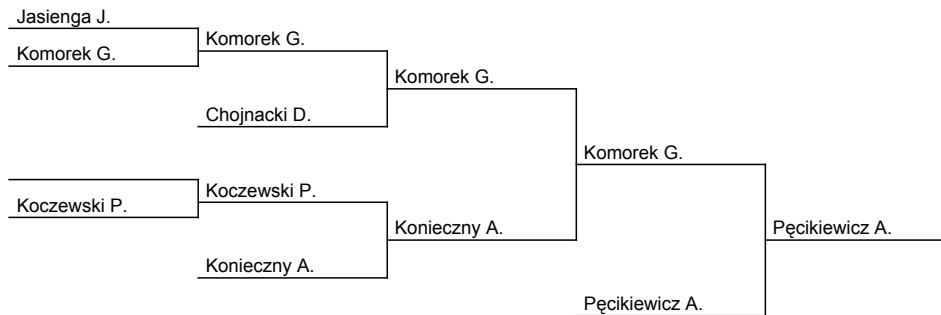 Jasienga J.
Komorek G.
Komorek G.
Komorek G.
Chojnacki D.
Komorek G.
Koczewski P.
Koczewski P.
Konieczny A.
Pęcikiewicz A.
Konieczny A.
Pęcikiewicz A.